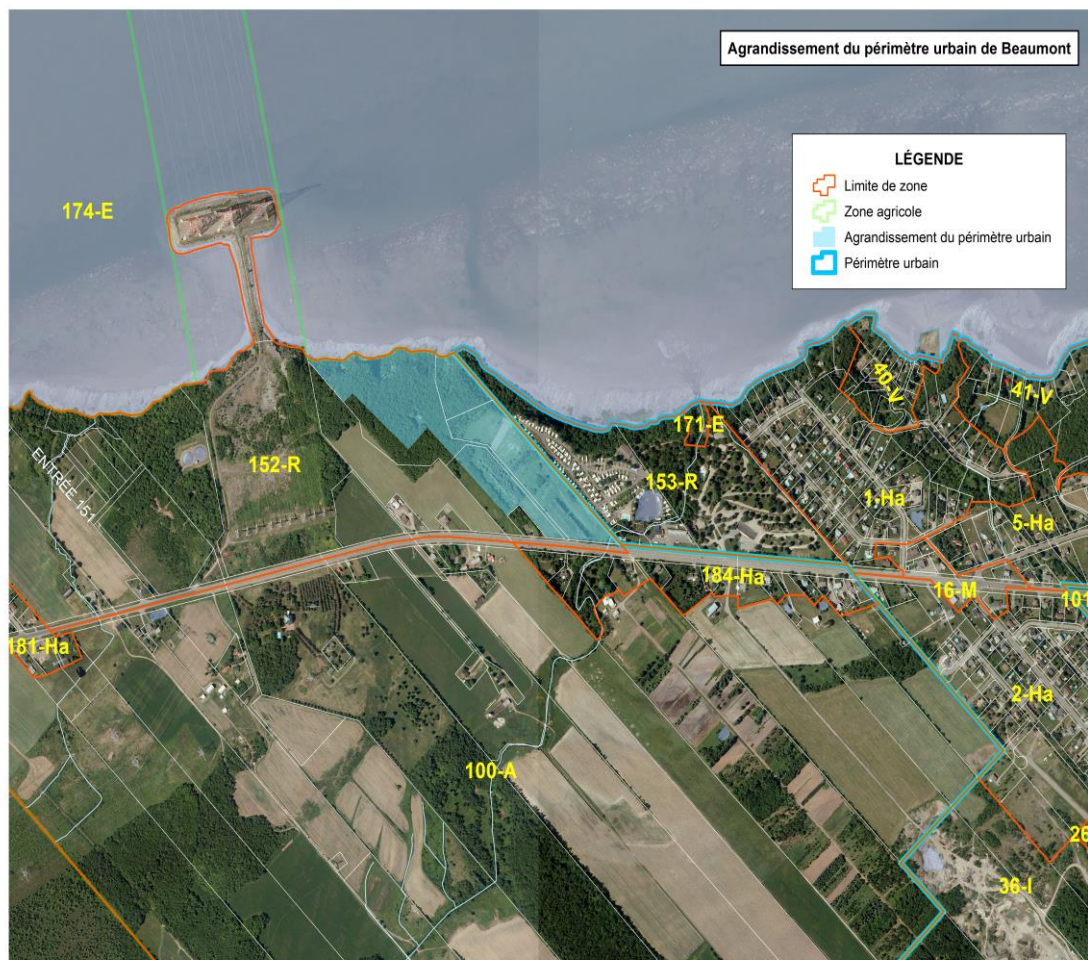 Agrandissement du périmètre urbain de Beaumont
LÉGENDE
Limite de zone
Zone agricole
Agrandissement du périmètre urbain
Périmètre urbain
174-E
40-V
41-V
171-E
152-R
153-R
1-Ha
ENTRÉE 151
5-Ha
184-Ha
16-M
101
181-Ha
2-Ha
100-A
26
36-I